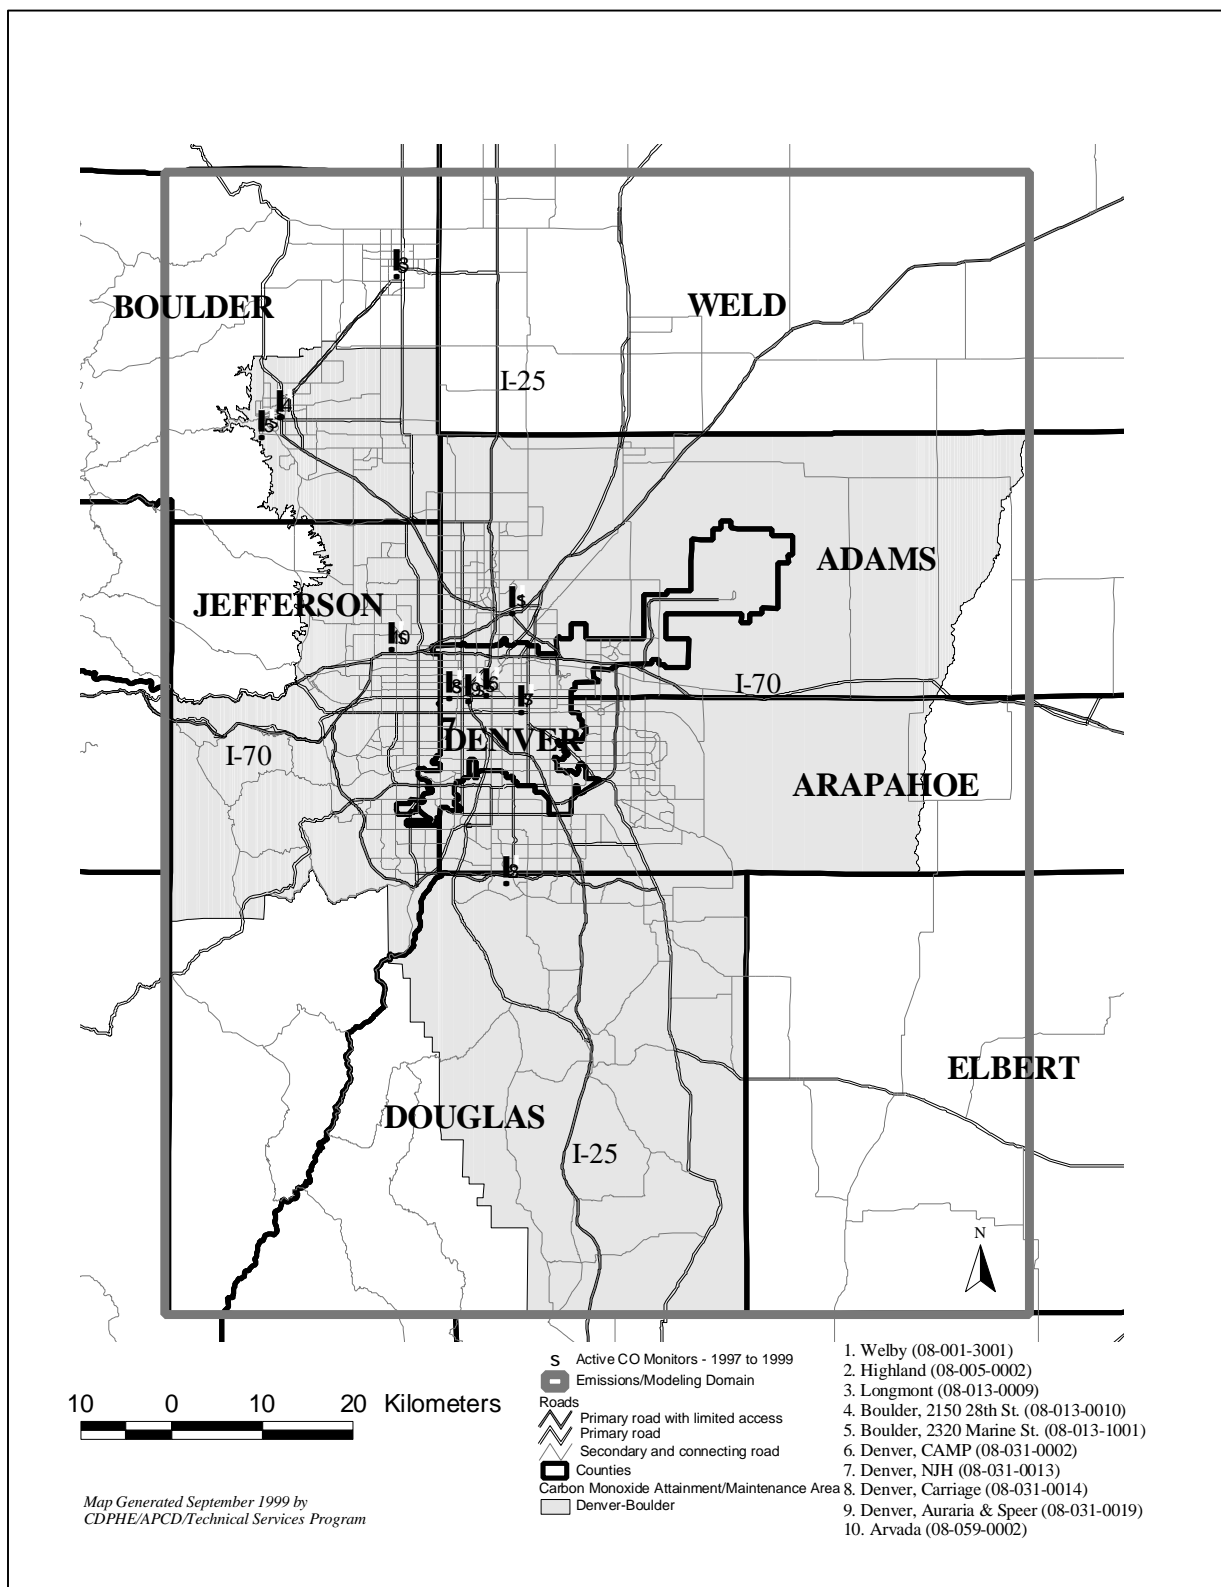 BOULDER
WELD
I-25
ADAMS
JEFFERSON
10
I-70
DENVER
I-70
ARAPAHOE
ELBERT
DOUGLAS
I-25
N
10 0 10 20 Kilometers
Map Generated September 1999 by
CDPHE/APCD/Technical Services Program
s Active CO Monitors - 1997 to 1999
Emissions/Modeling Domain
Roads
Primary road with limited access
Primary road
Secondary and connecting road
Counties
Carbon Monoxide Attainment/Maintenance Area
Denver-Boulder
1. Welby (08-001-3001)
2. Highland (08-005-0002)
3. Longmont (08-013-0009)
4. Boulder, 2150 28th St. (08-013-0010)
5. Boulder, 2320 Marine St. (08-013-1001)
6. Denver, CAMP (08-031-0002)
7. Denver, NJH (08-031-0013)
8. Denver, Carriage (08-031-0014)
9. Denver, Auraria & Speer (08-031-0019)
10. Arvada (08-059-0002)